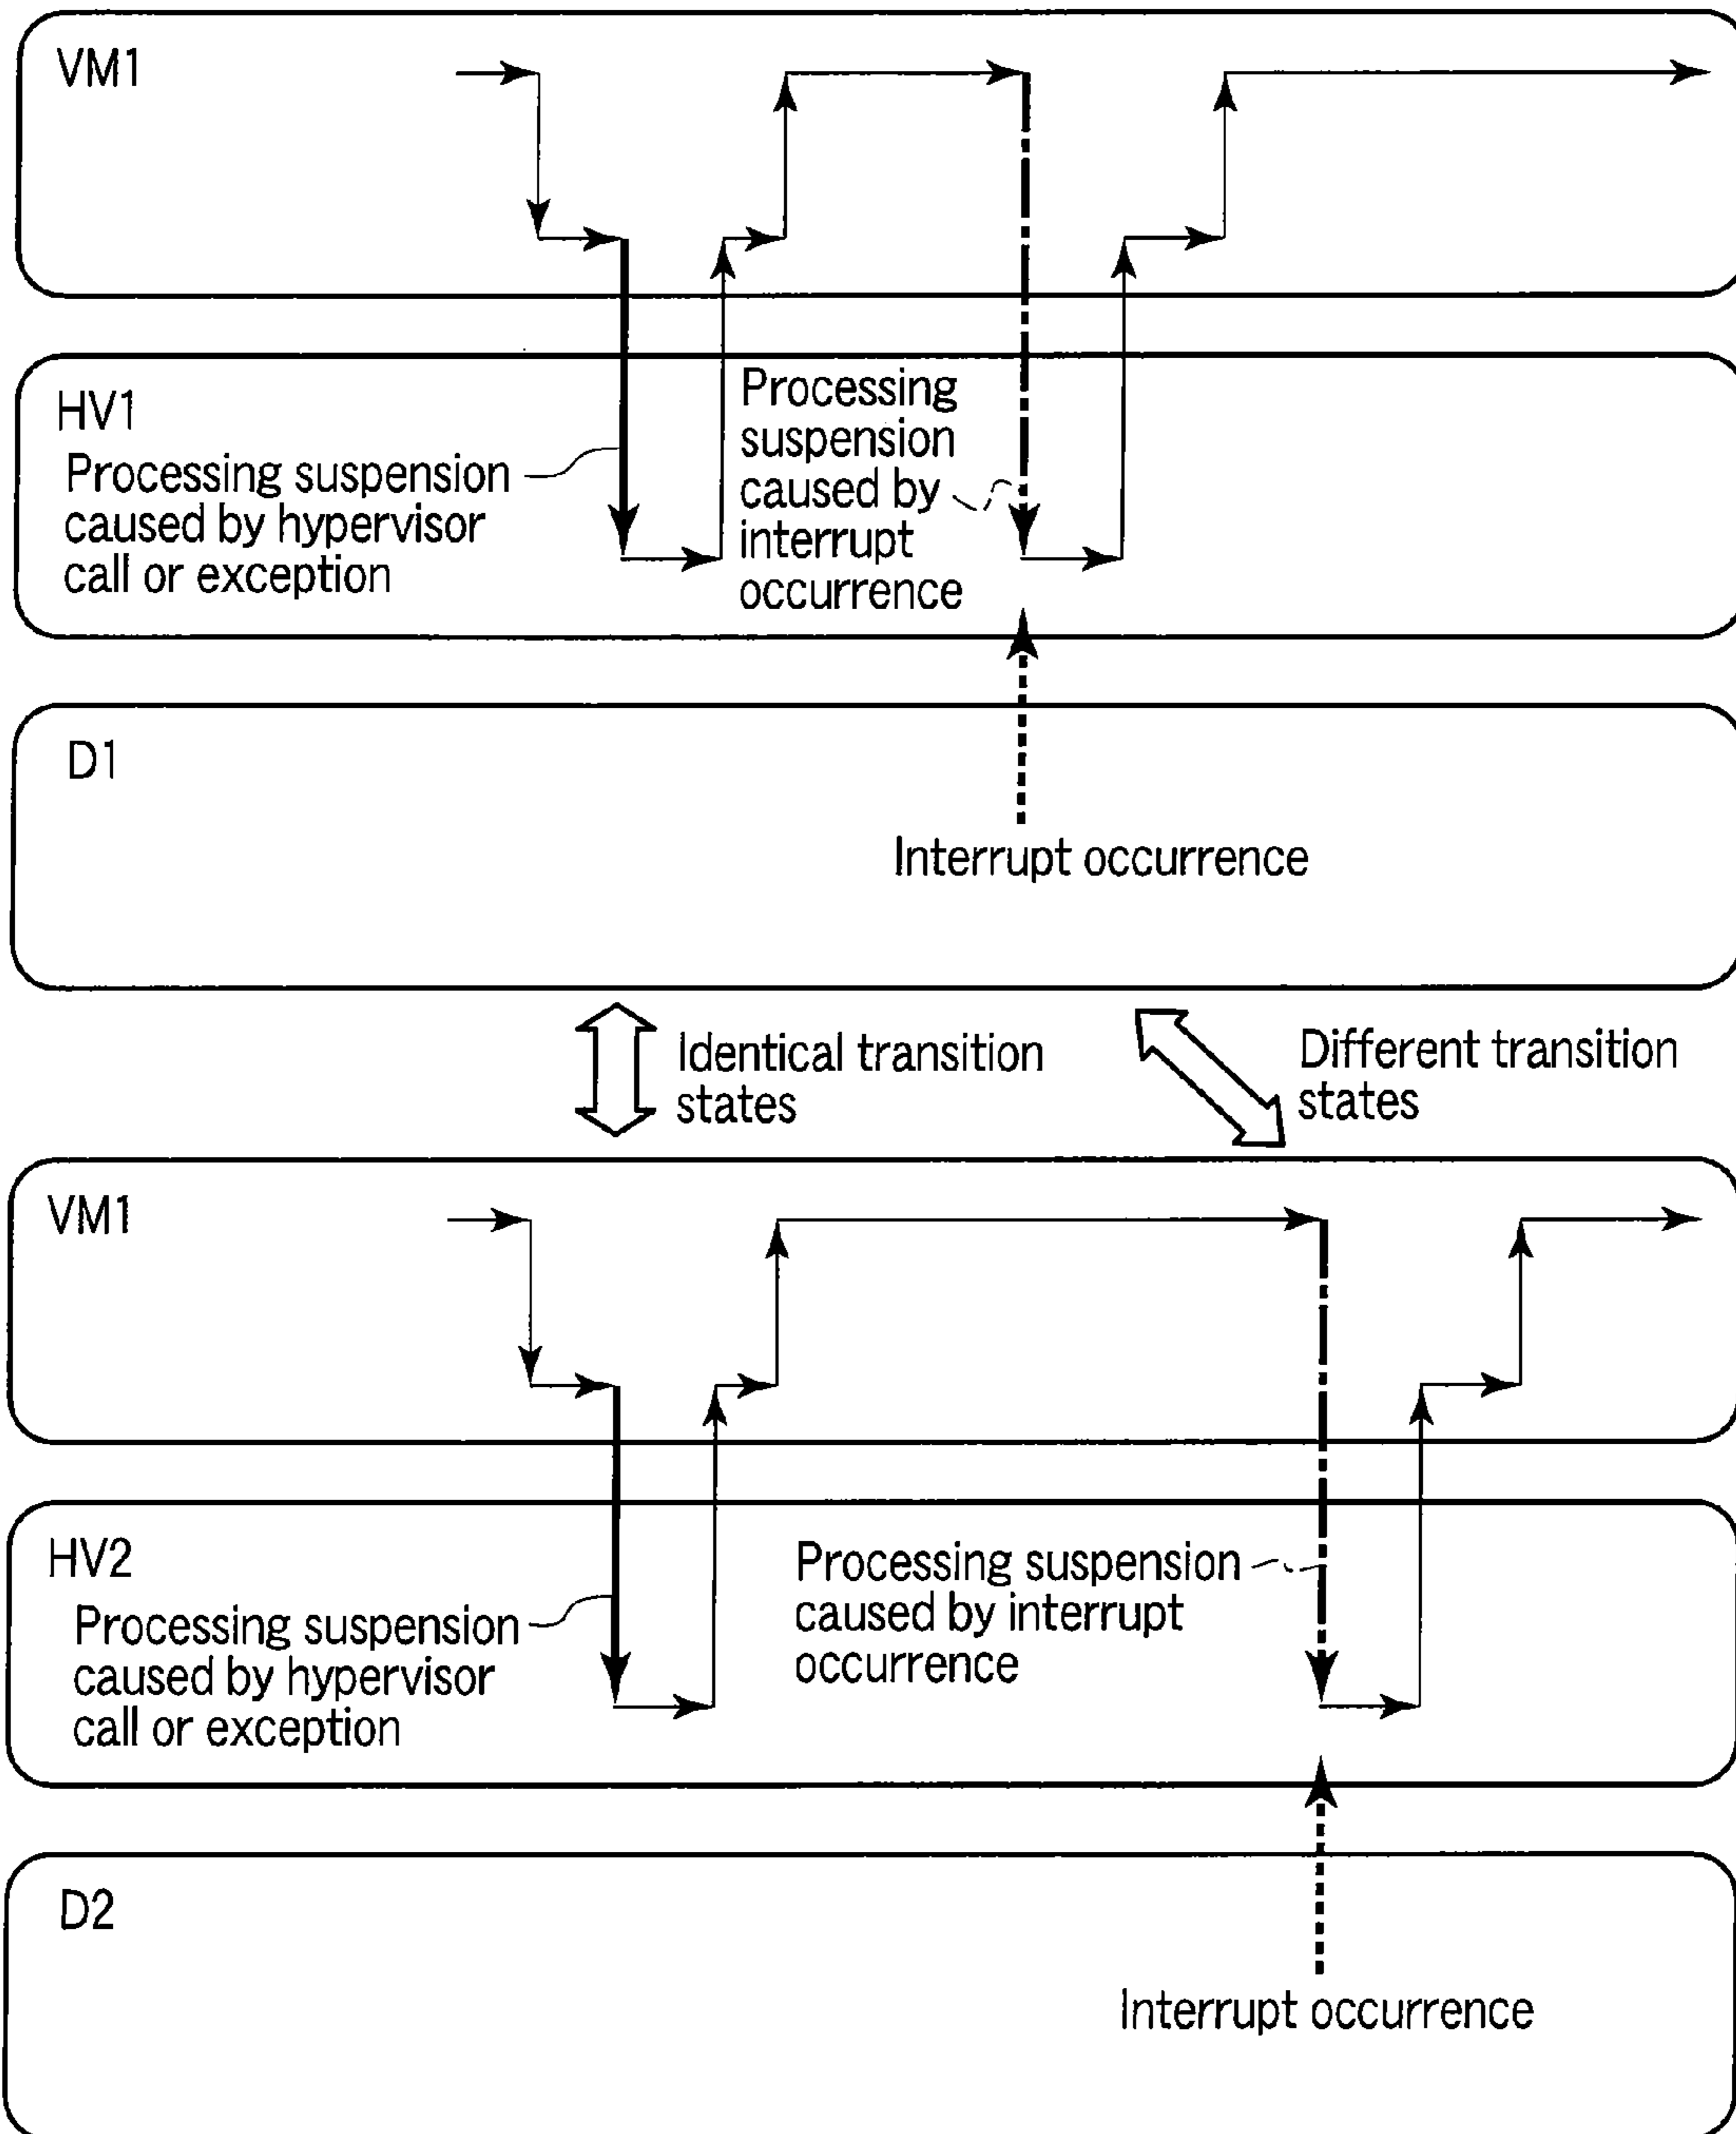 VM1
HV1
Processing suspension
caused by hypervisor
call or exception
Processing
suspension
caused by
interrupt
occurrence
D1
Interrupt occurrence
Identical transition
states
Different transition
states
VM1
HV2
Processing suspension
caused by hypervisor
call or exception
Processing suspension
caused by interrupt
occurrence
D2
Interrupt occurrence